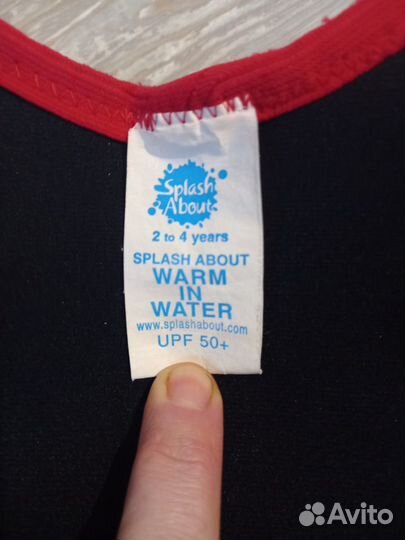 Splash
About
2 to 4 years
SPLASH ABOUT
WARM
IN
WATER
www.splashabout.com
UPF 50+
Avito